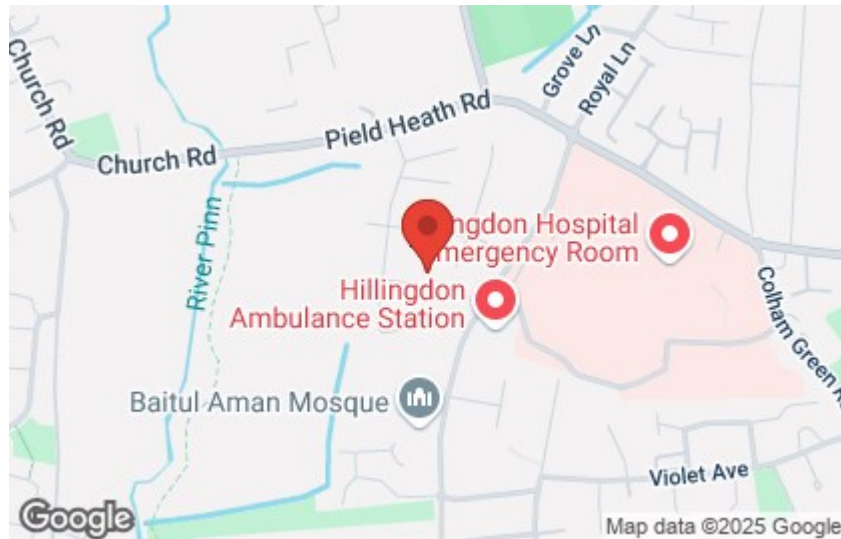 Church Rd
Church Rd
Pield Heath Rd
Grove Ln
Royal Ln
River Pinn
ngdon Hospital
mergency Room
Hillingdon
Ambulance Station
Colham Green R
Baitul Aman Mosque
Violet Ave
Google
Map data ©2025 Google